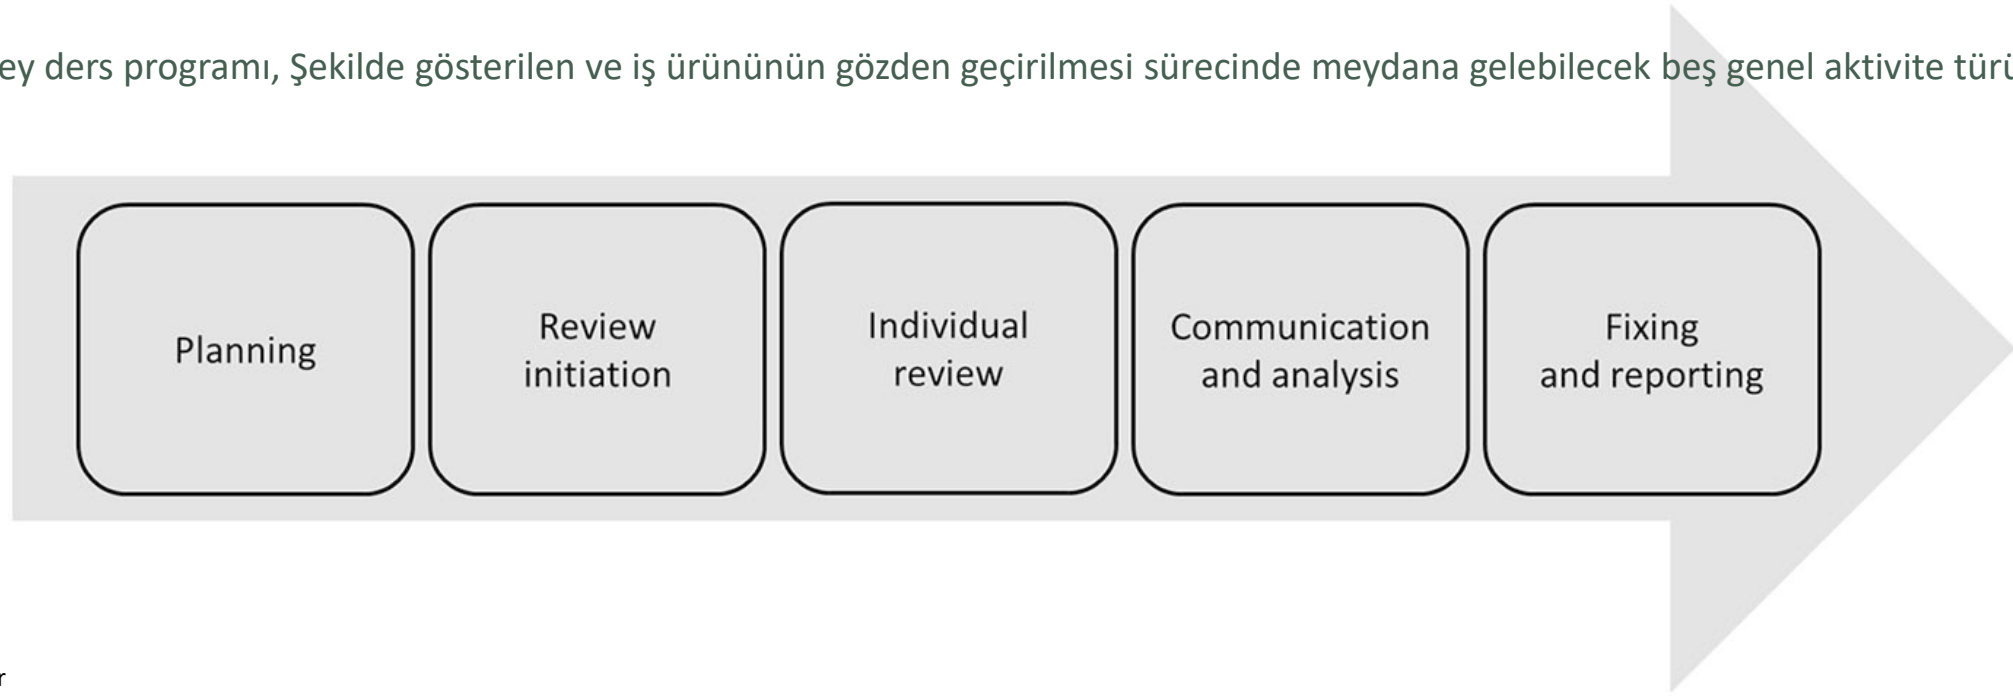 ey ders programı, Şekilde gösterilen ve iş ürününün gözden geçirilmesi sürecinde meydana gelebilecek beş genel aktivite türü
Planning
Review
initiation
Individual
review
Communication
and analysis
Fixing
and reporting
r